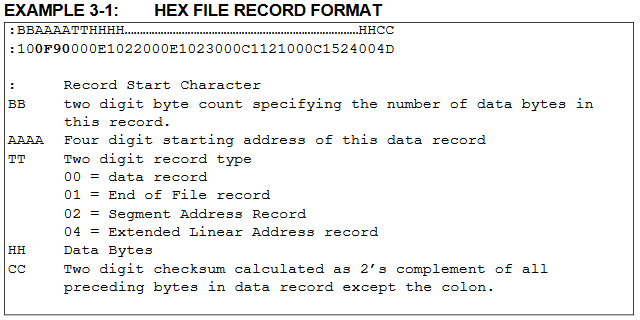 EXAMPLE 3-1: HEX FILE RECORD FORMAT
:BBAAAATTHHHH................................................................HHCC
:100F90000E1022000E1023000C1121000C1524004D
: Record Start Character
BB two digit byte count specifying the number of data bytes in
this record.
AAAA Four digit starting address of this data record
TT Two digit record type
00 = data record
01 = End of File record
02 = Segment Address Record
04 = Extended Linear Address record
HH Data Bytes
CC Two digit checksum calculated as 2’s complement of all
preceding bytes in data record except the colon.